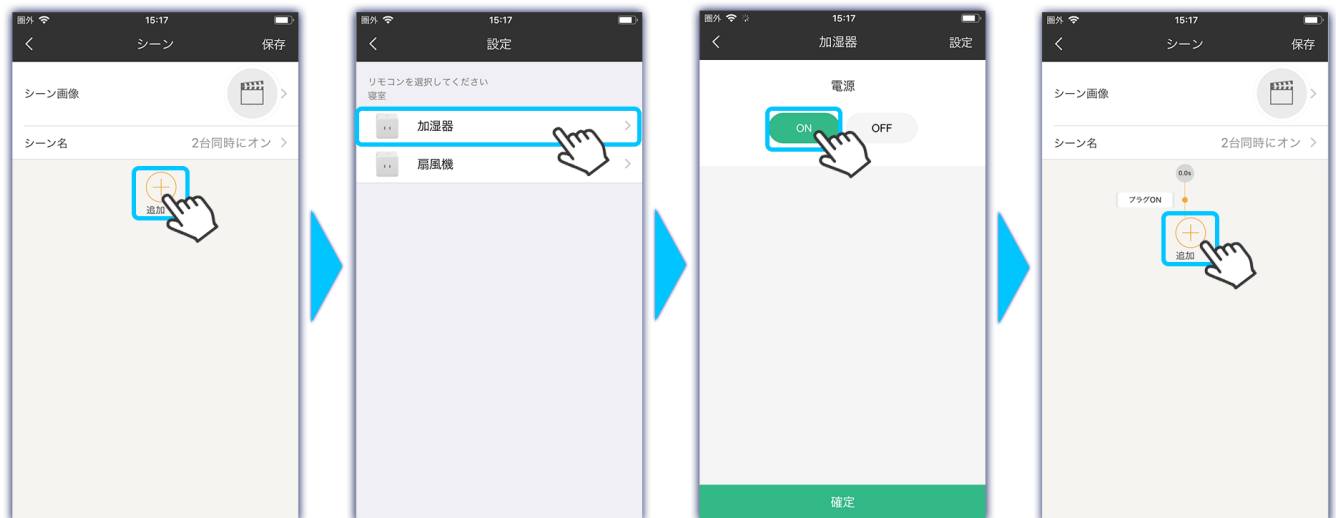 圏外 15:17
シーン 保存
シーン画像
シーン名 2台同時にオン
追加
圏外 15:17
設定
リモコンを選択してください
寝室
加湿器
扇風機
圏外 15:17
加湿器 設定
電源
ON OFF
確定
圏外 15:17
シーン 保存
シーン画像
シーン名 2台同時にオン
0.0s
プラグON
追加